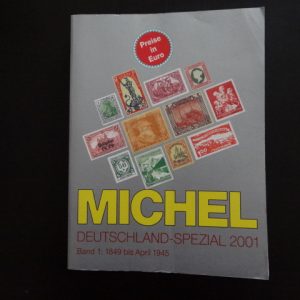 Preise
in
Euro
MICHEL
DEUTSCHLAND-SPEZIAL 2001
Band 1: 1849 bis April 1945